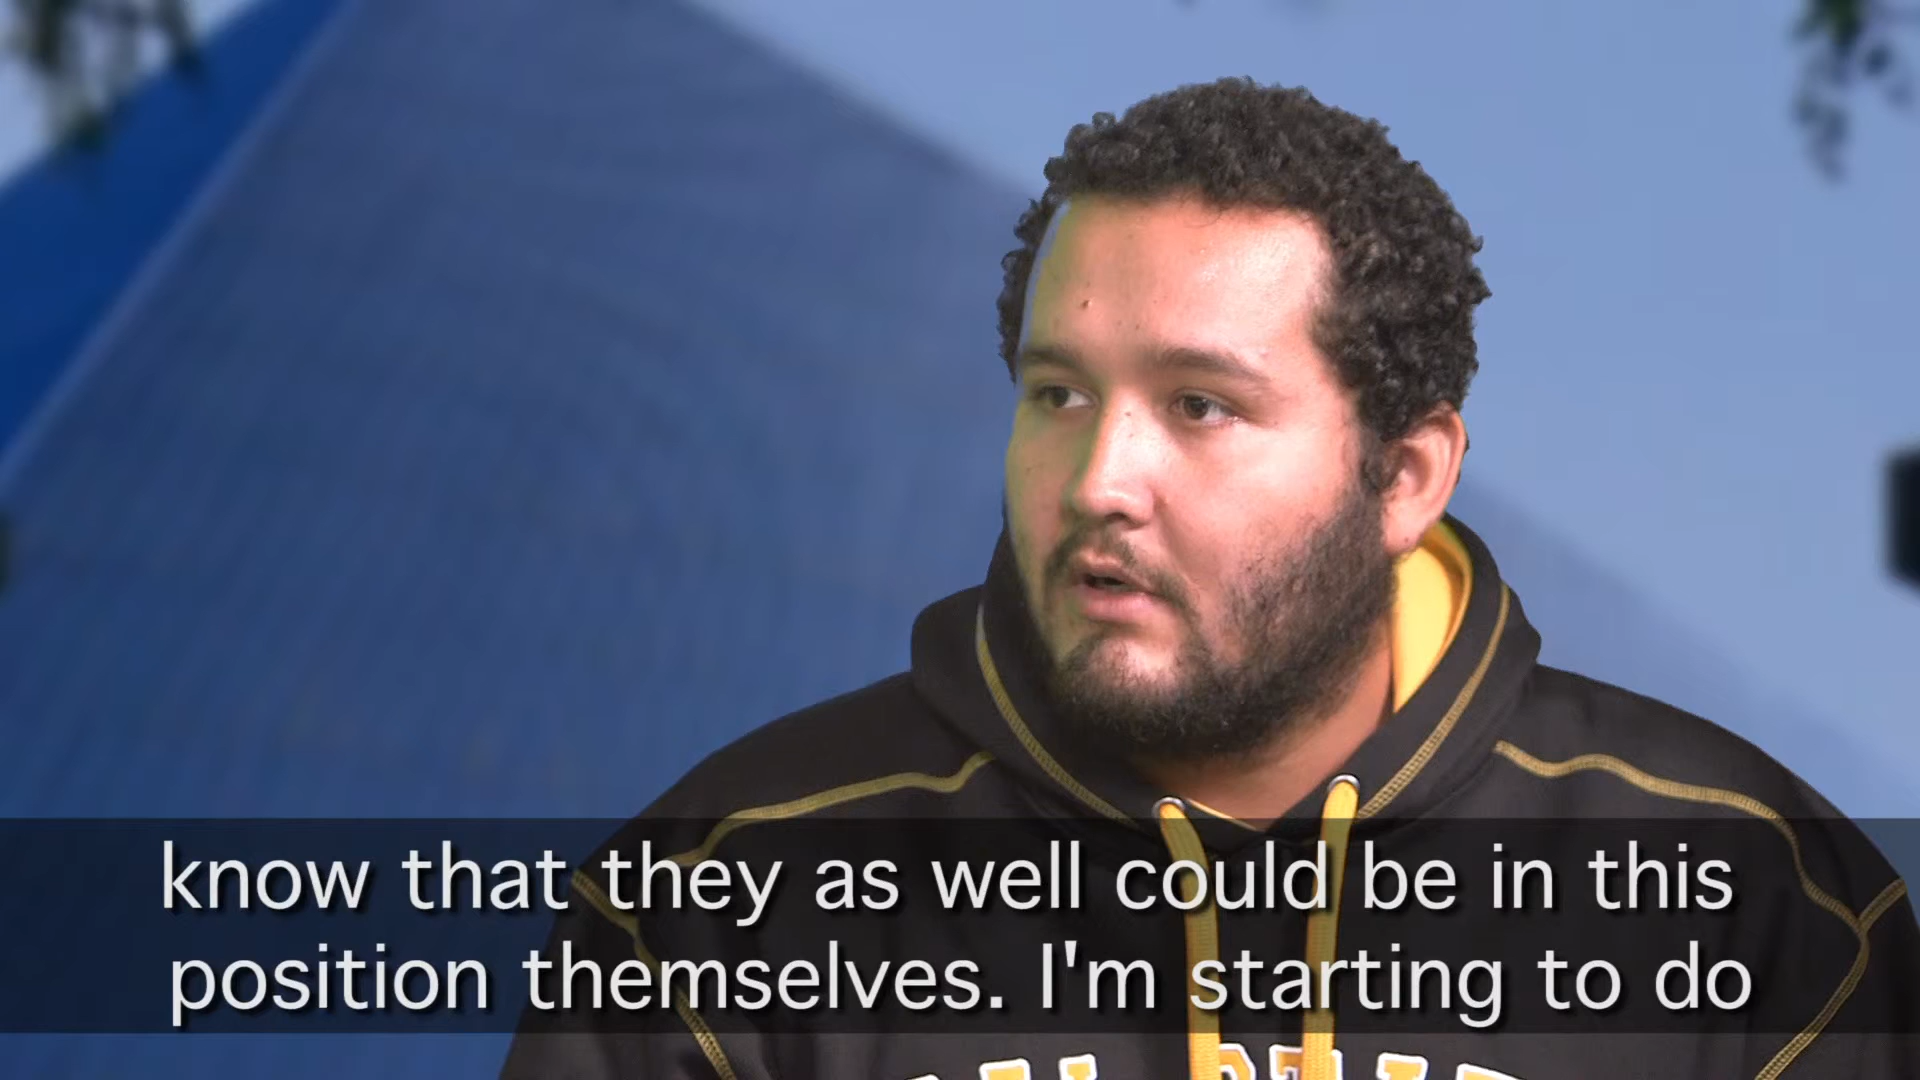 know that they as well could be in this
position themselves. I'm starting to do